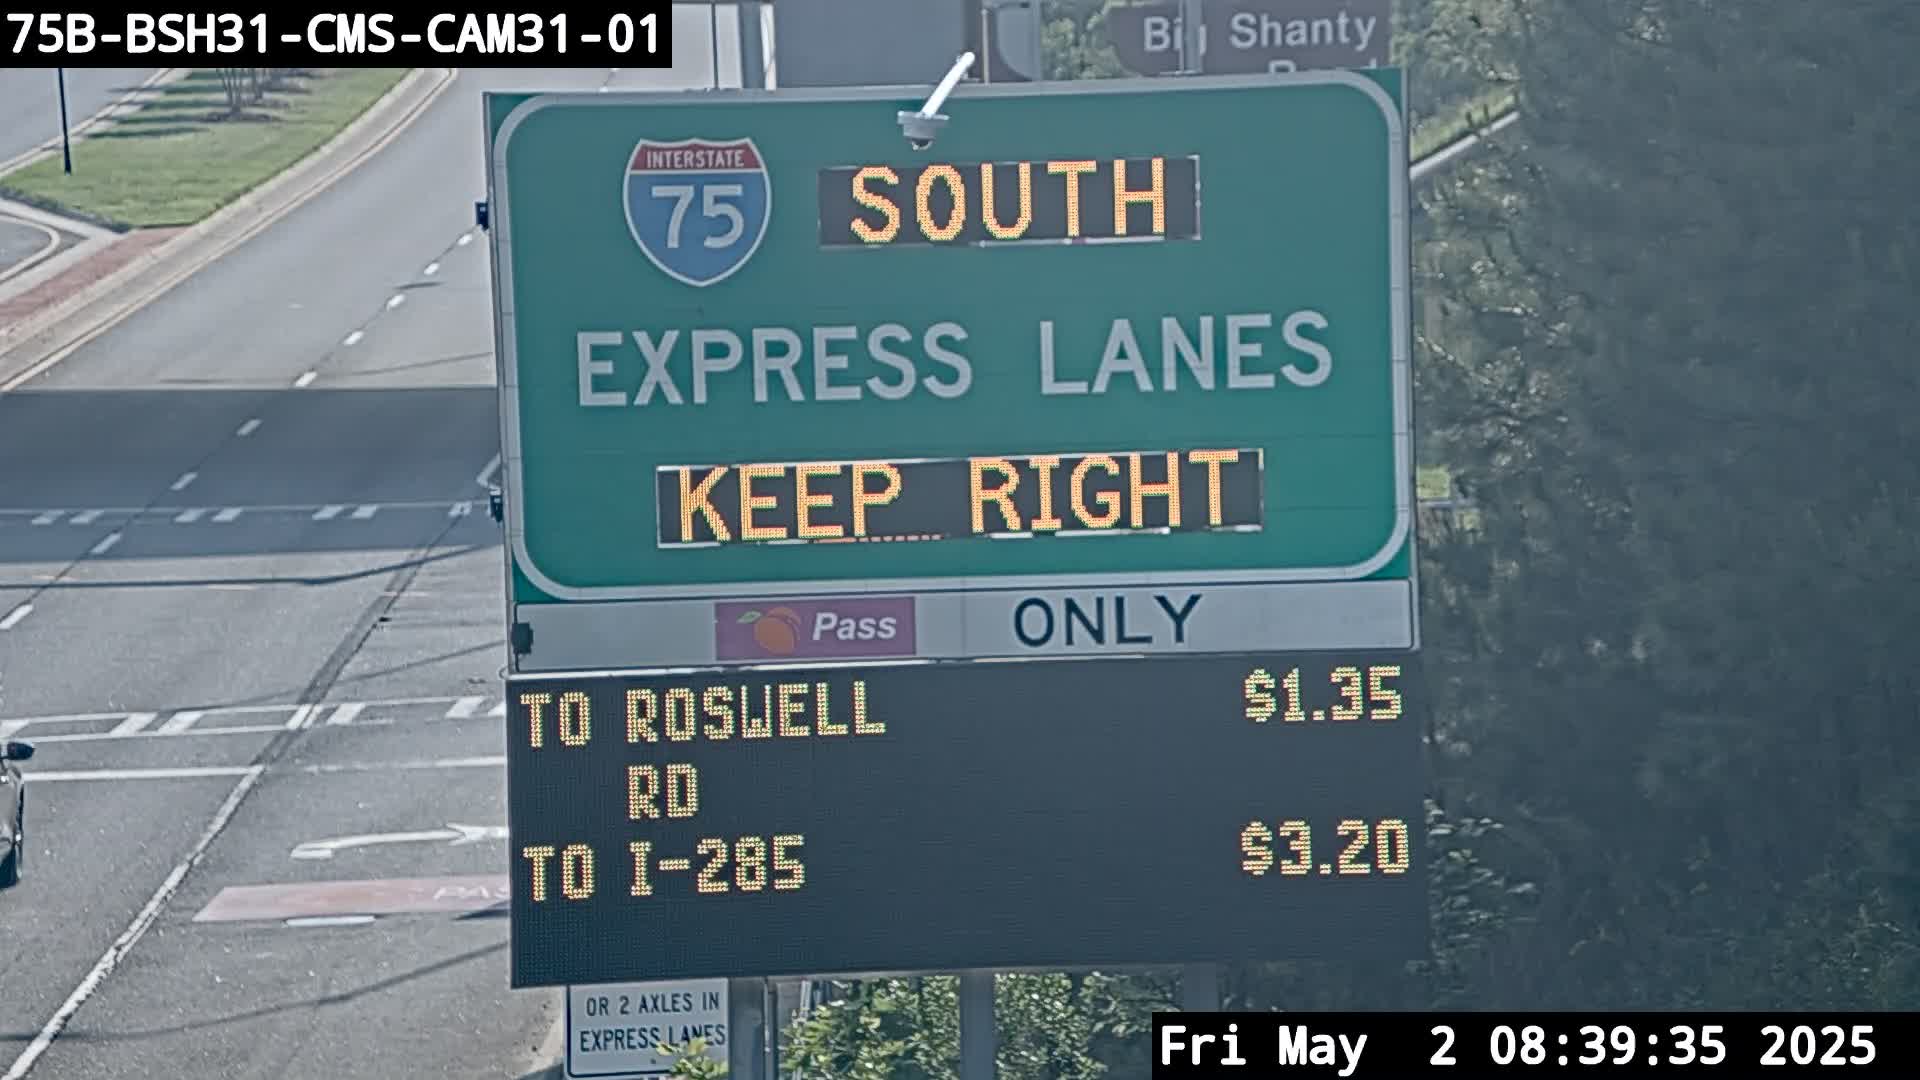 75B-BSH31-CMS-CAM31-01
Big Shanty
Road
INTERSTATE
75
SOUTH
EXPRESS LANES
KEEP RIGHT
Pass
ONLY
TO ROSWELL $1.35
RD
TO I-285 $3.20
PAS
OR 2 AXLES IN
EXPRESS LANES
Fri May 2 08:39:35 2025